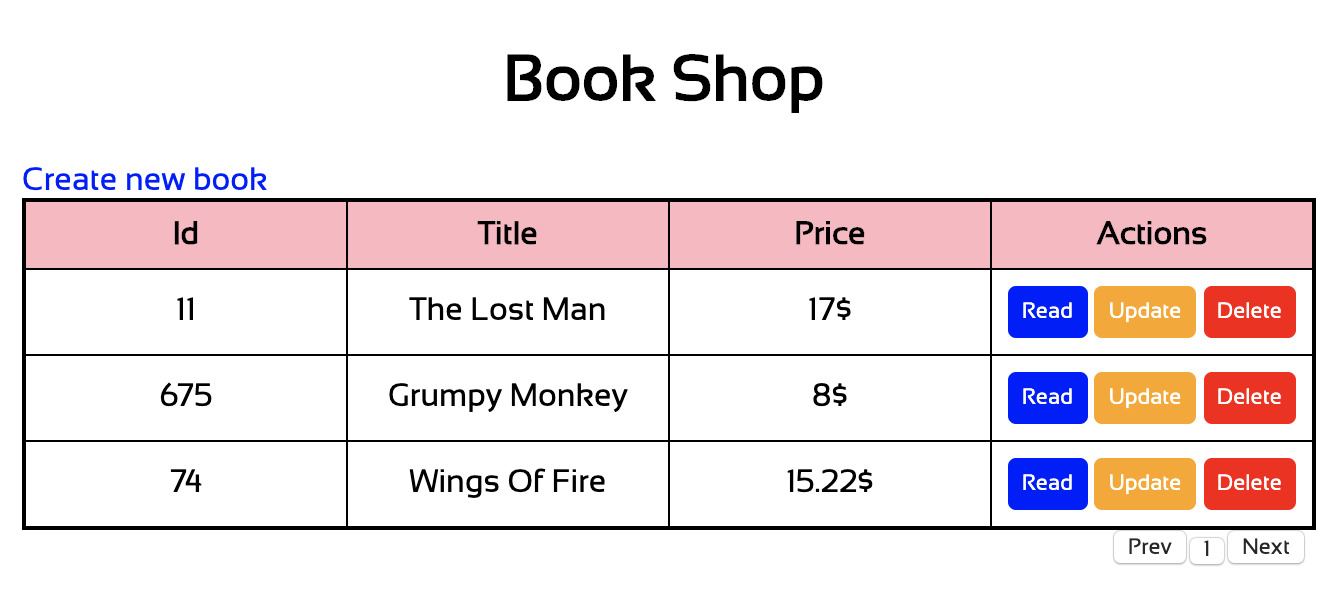 Book Shop
Create new book
Id Title Price Actions
11 The Lost Man 17$ Read Update Delete
675 Grumpy Monkey 8$ Read Update Delete
74 Wings Of Fire 15.22$ Read Update Delete
Prev 1 Next